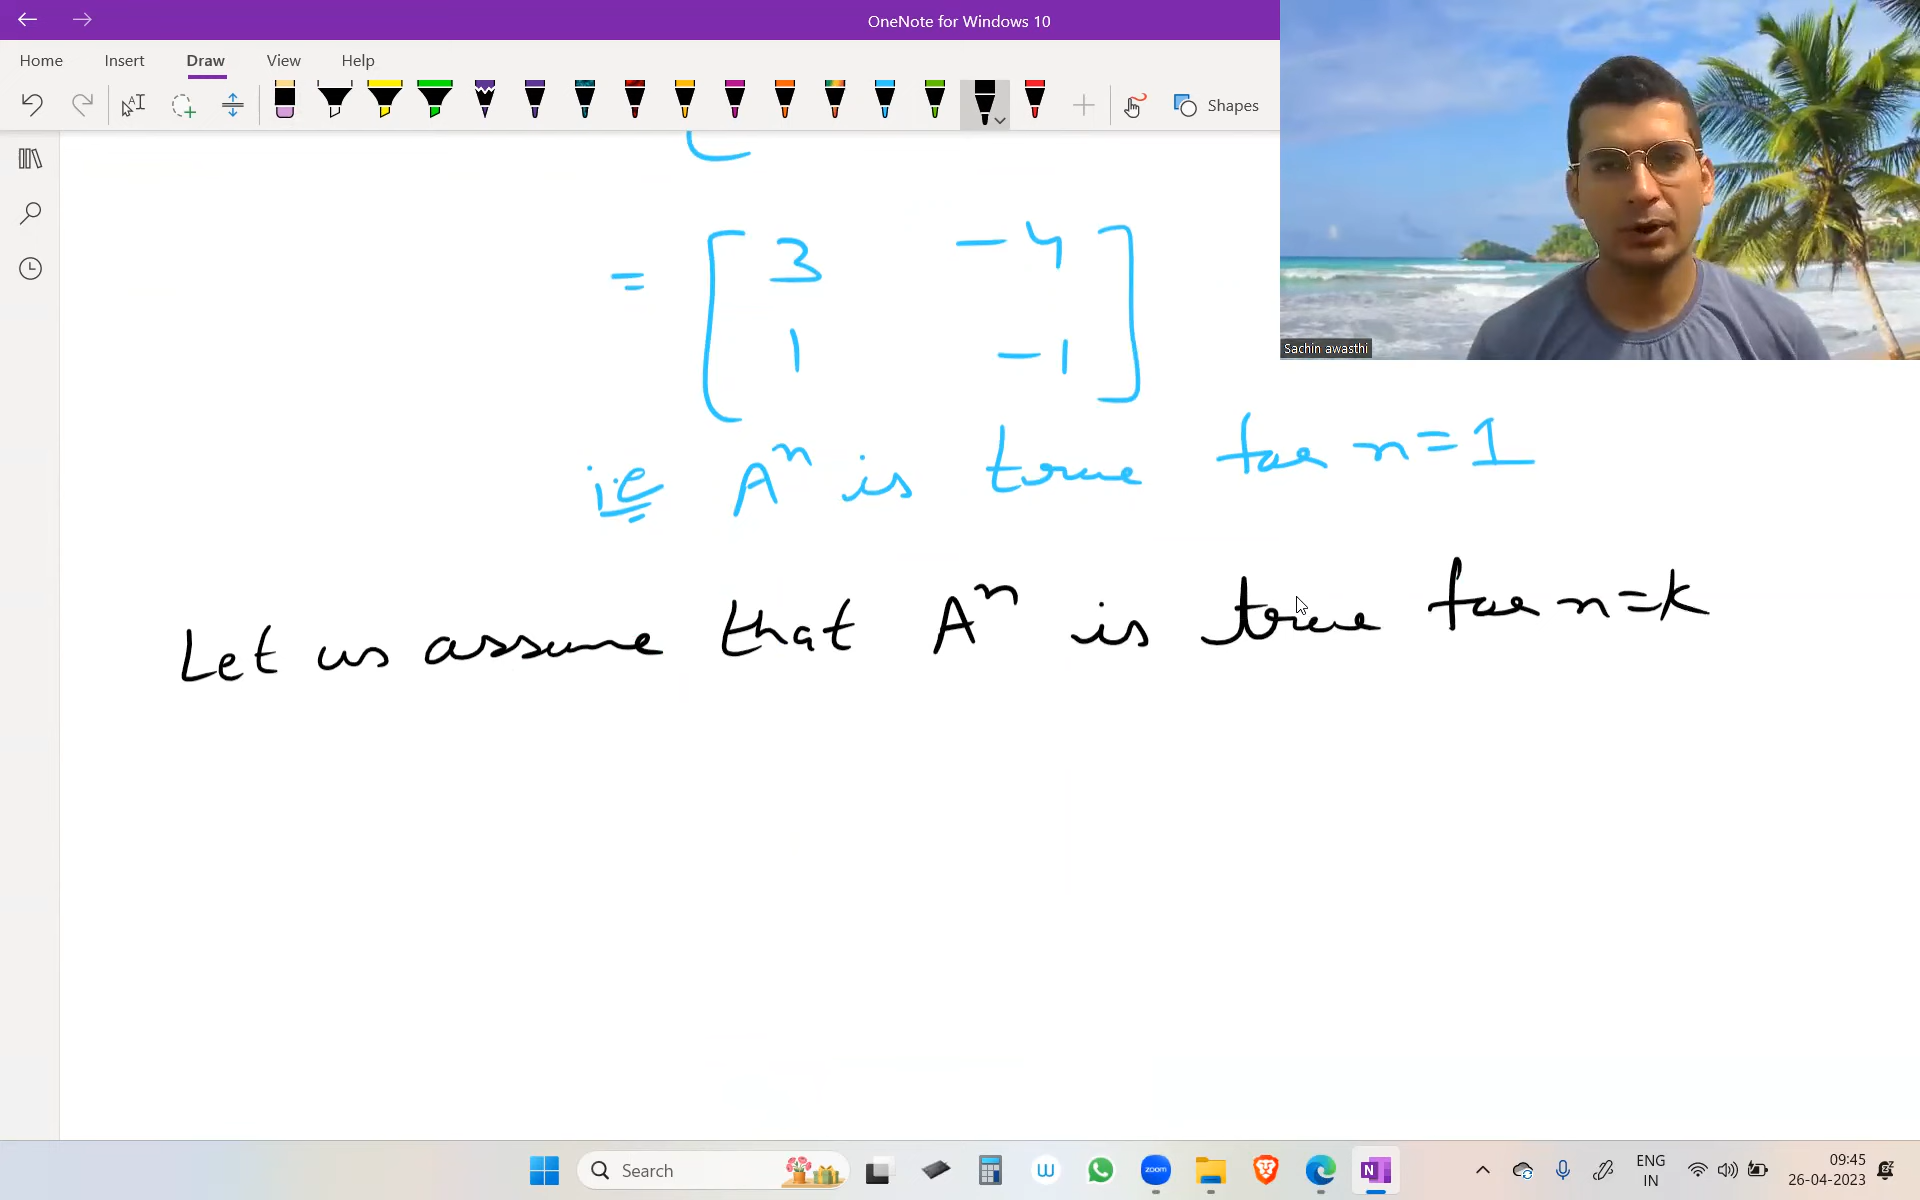 OneNote for Windows 10
Home Insert Draw View Help
Shapes
= [ 3 -4
1 -1 ]
i.e Aⁿ is true for n=1
Let us assume that Aⁿ is true for n=k
Sachin awasthi
Search
zoom
ENG
IN
09:45
26-04-2023